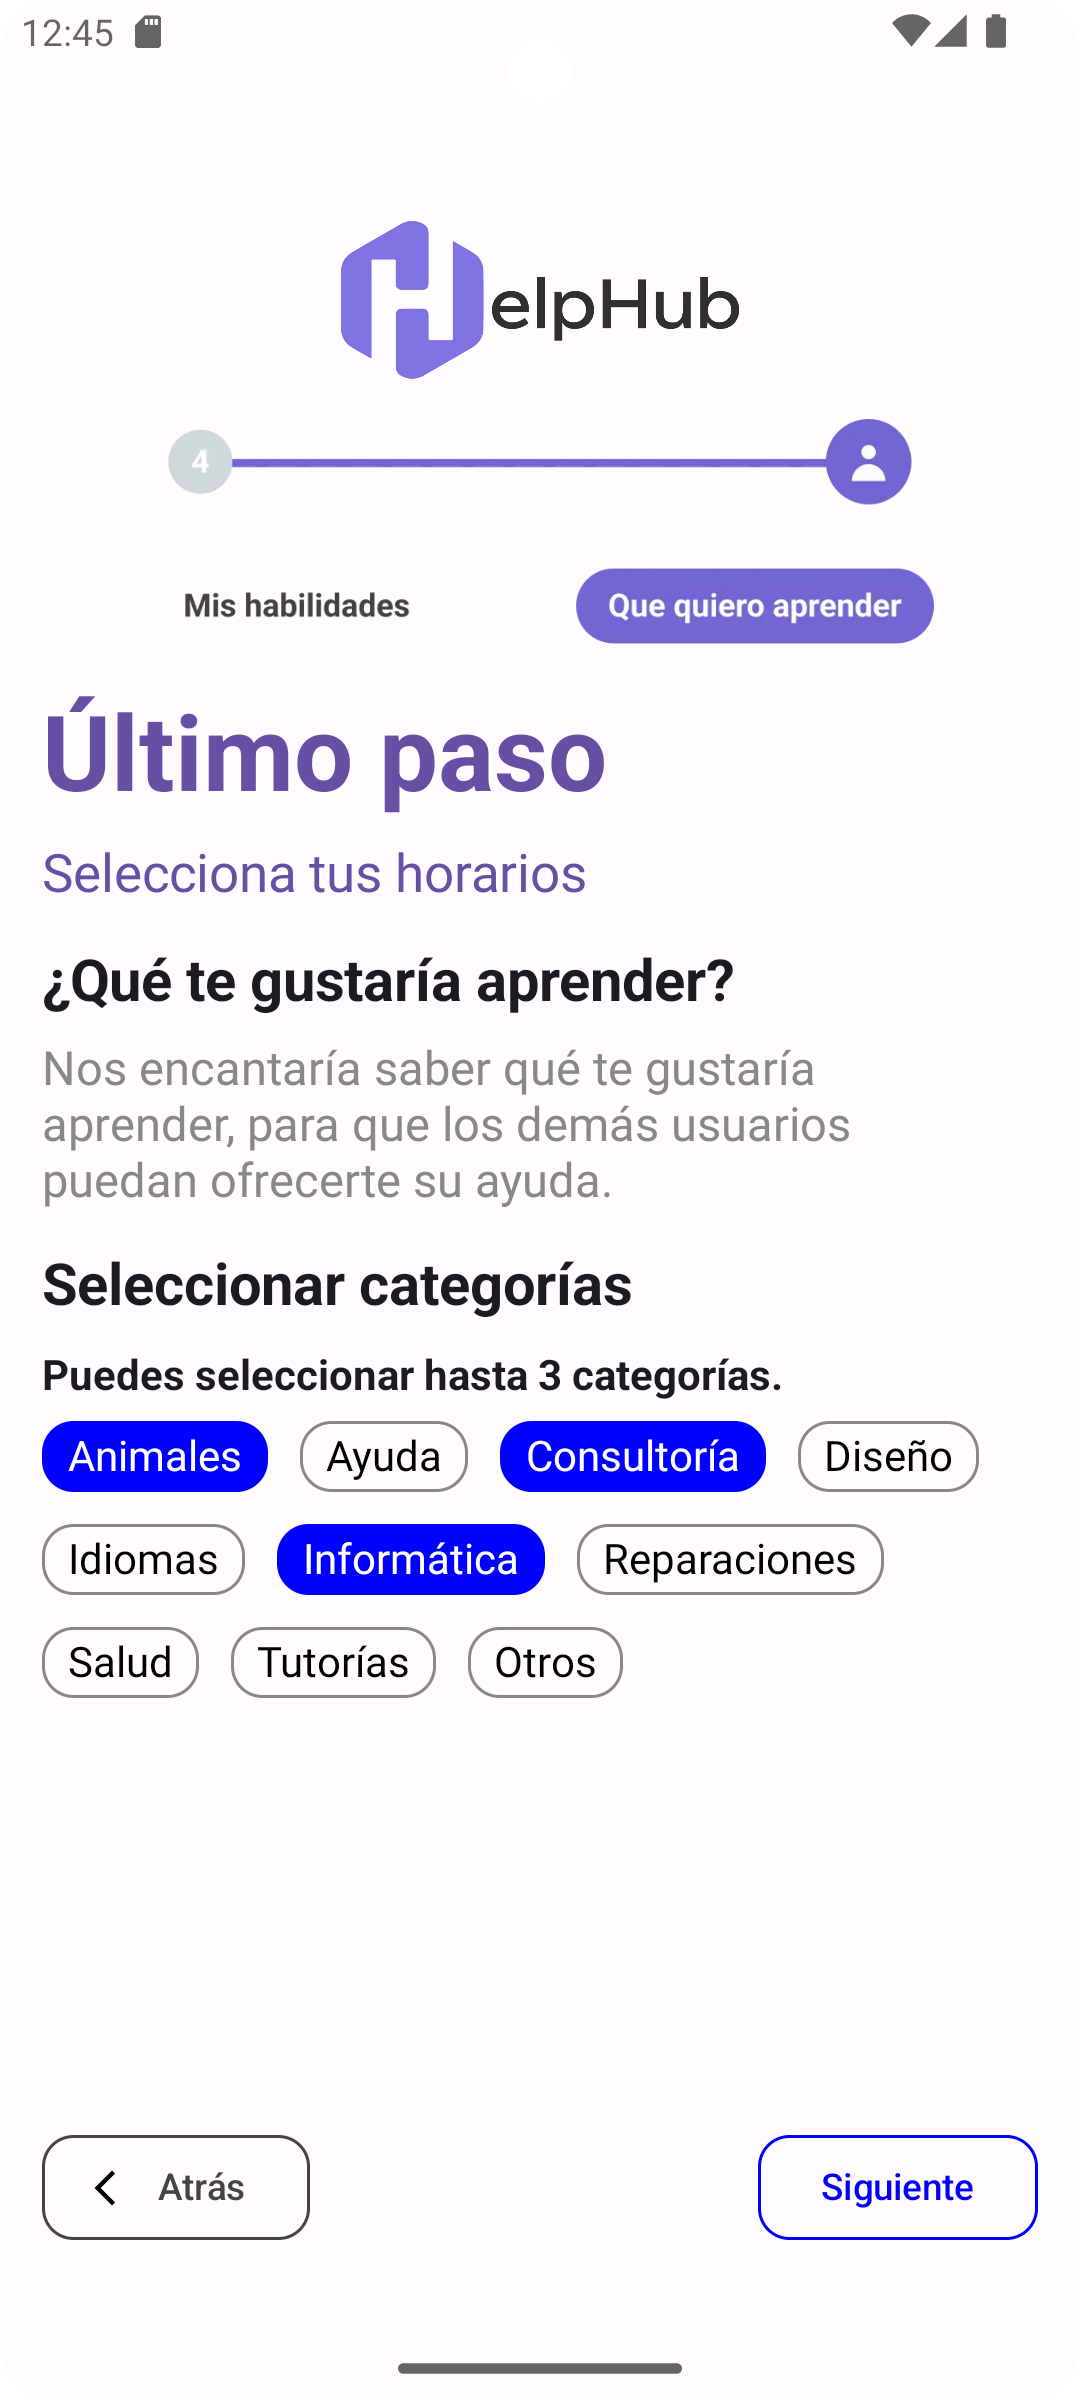 12:45
HelpHub
4
Mis habilidades
Que quiero aprender
Último paso
Selecciona tus horarios
¿Qué te gustaría aprender?
Nos encantaría saber qué te gustaría
aprender, para que los demás usuarios
puedan ofrecerte su ayuda.
Seleccionar categorías
Puedes seleccionar hasta 3 categorías.
Animales Ayuda Consultoría Diseño
Idiomas Informática Reparaciones
Salud Tutorías Otros
Atrás Siguiente